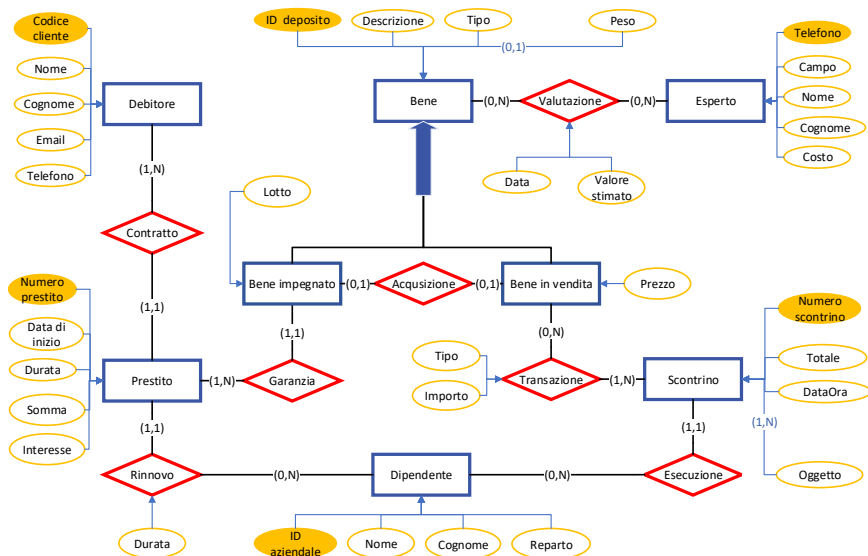 Codice
cliente
Nome
Cognome
Email
Telefono
Debitore
ID deposito
Descrizione
Tipo
Peso
(0,1)
Bene
(0,N)
Valutazione
(0,N)
Esperto
Telefono
Campo
Nome
Cognome
Costo
Data
Valore
stimato
(1,N)
Contratto
(1,1)
Lotto
Bene impegnato
(0,1)
Acqusizione
(0,1)
Bene in vendita
Prezzo
Numero
prestito
Data di
inizio
Durata
Somma
Interesse
Prestito
(1,N)
Garanzia
(1,1)
(0,N)
Tipo
Importo
Transazione
(1,N)
Scontrino
Numero
scontrino
Totale
DataOra
(1,N)
Oggetto
(1,1)
Rinnovo
(0,N)
Dipendente
(0,N)
Esecuzione
(1,1)
Durata
ID
aziendale
Nome
Cognome
Reparto